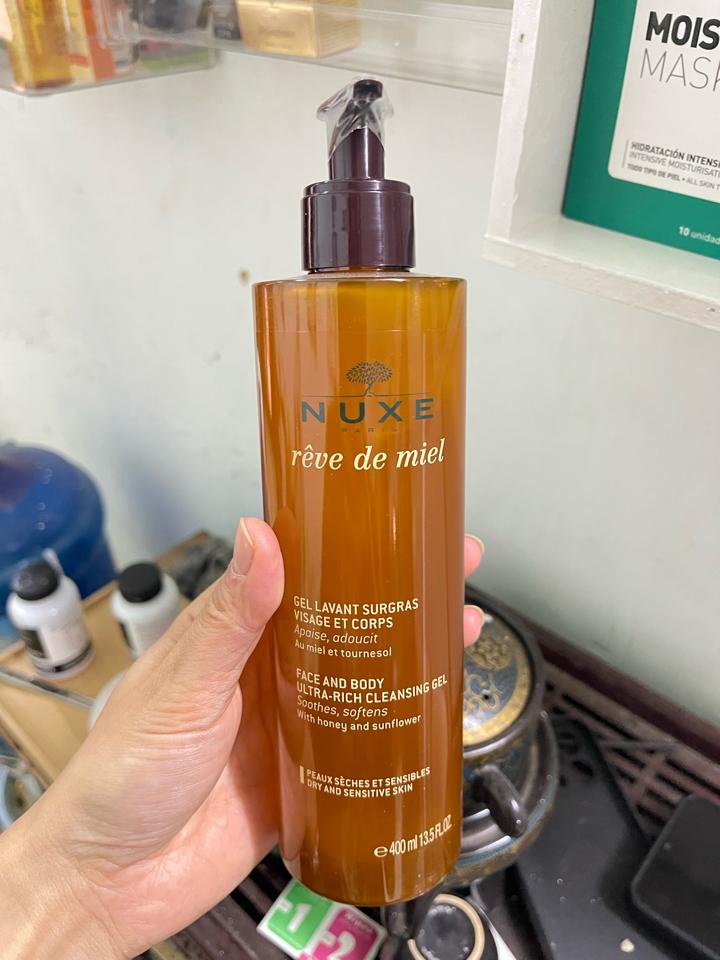 MOIS
MASK
HIDRATACIÓN INTENSI
INTENSIVE MOISTURISAT
TODO TIPO DE PIEL • ALL SKIN T
10 unidad
NUXE
PARIS
rêve de miel
GEL LAVANT SURGRAS
VISAGE ET CORPS
Apaise, adoucit
Au miel et tournesol
FACE AND BODY
ULTRA-RICH CLEANSING GEL
Soothes, softens
With honey and sunflower
PEAUX SÈCHES ET SENSIBLES
DRY AND SENSITIVE SKIN
℮ 400 ml 13.5 FL.OZ.
-1
-2